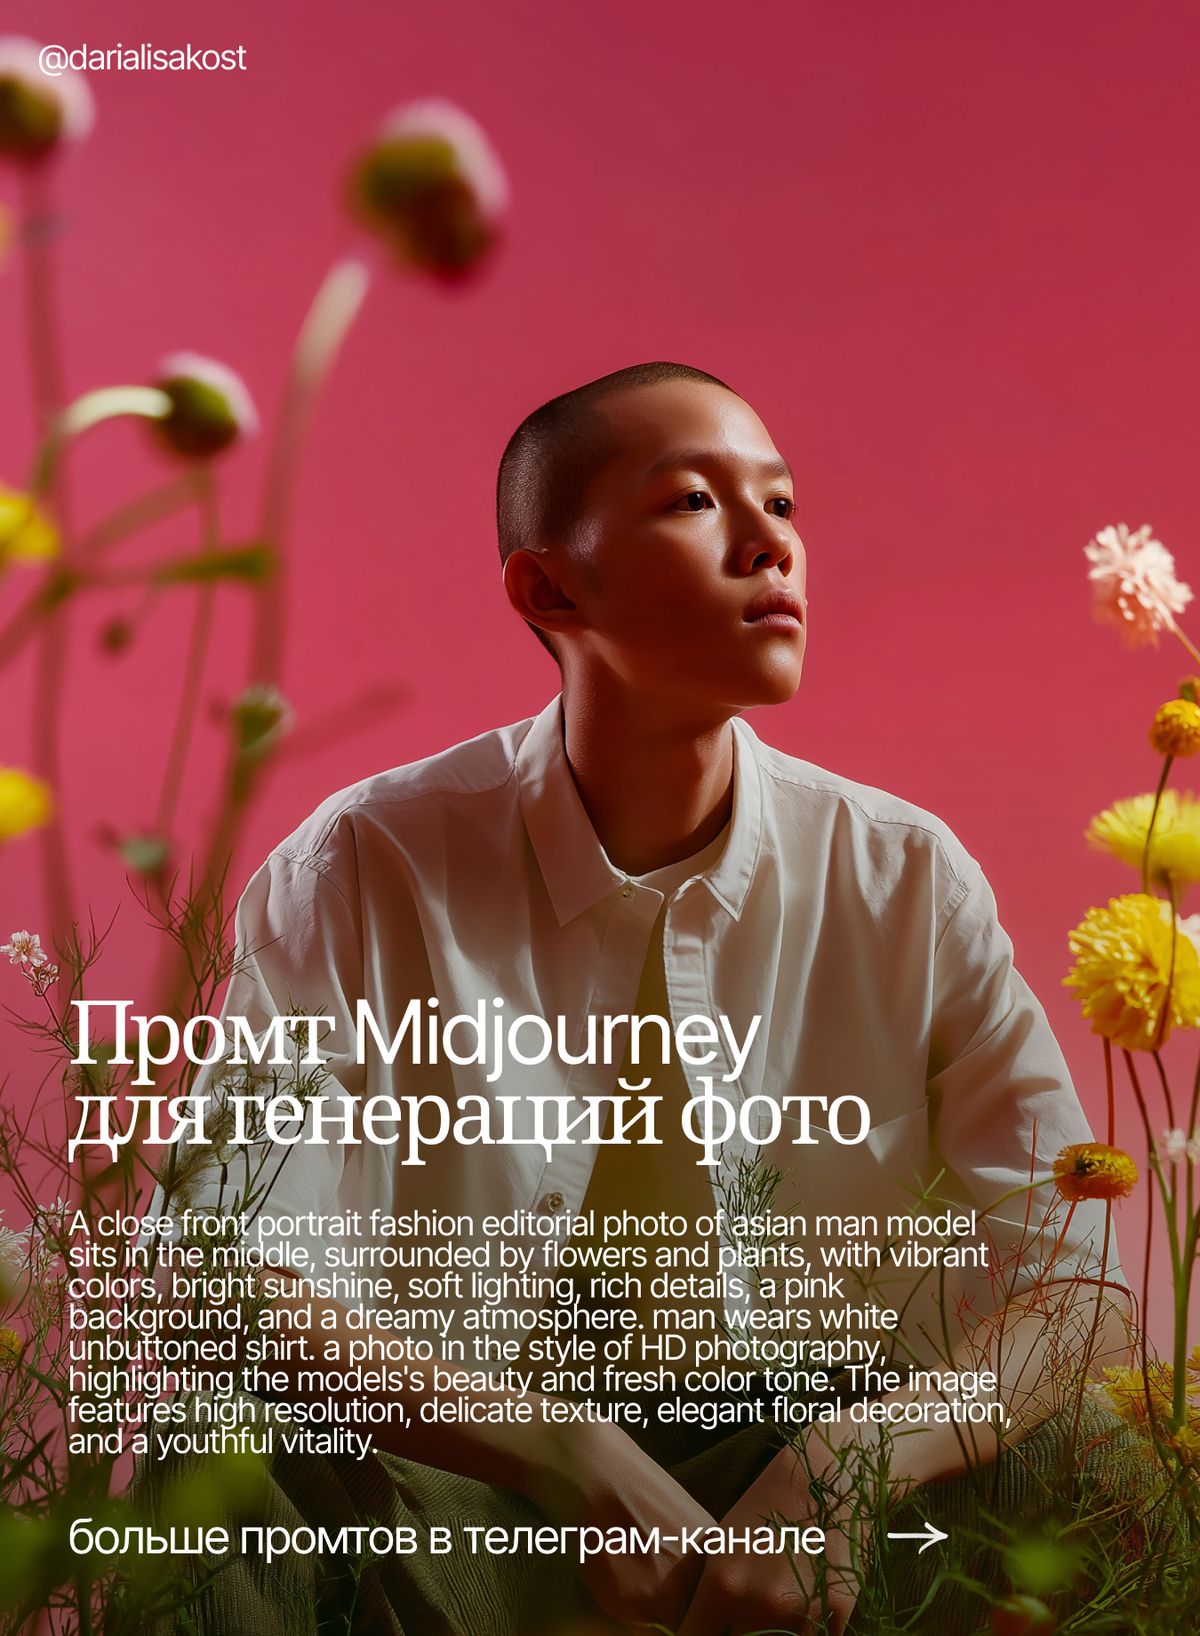 @darialisakost
Промт Midjourney
для генераций фото
A close front portrait fashion editorial photo of asian man model
sits in the middle, surrounded by flowers and plants, with vibrant
colors, bright sunshine, soft lighting, rich details, a pink
background, and a dreamy atmosphere. man wears white
unbuttoned shirt. a photo in the style of HD photography,
highlighting the models's beauty and fresh color tone. The image
features high resolution, delicate texture, elegant floral decoration,
and a youthful vitality.
больше промтов в телеграм-канале →